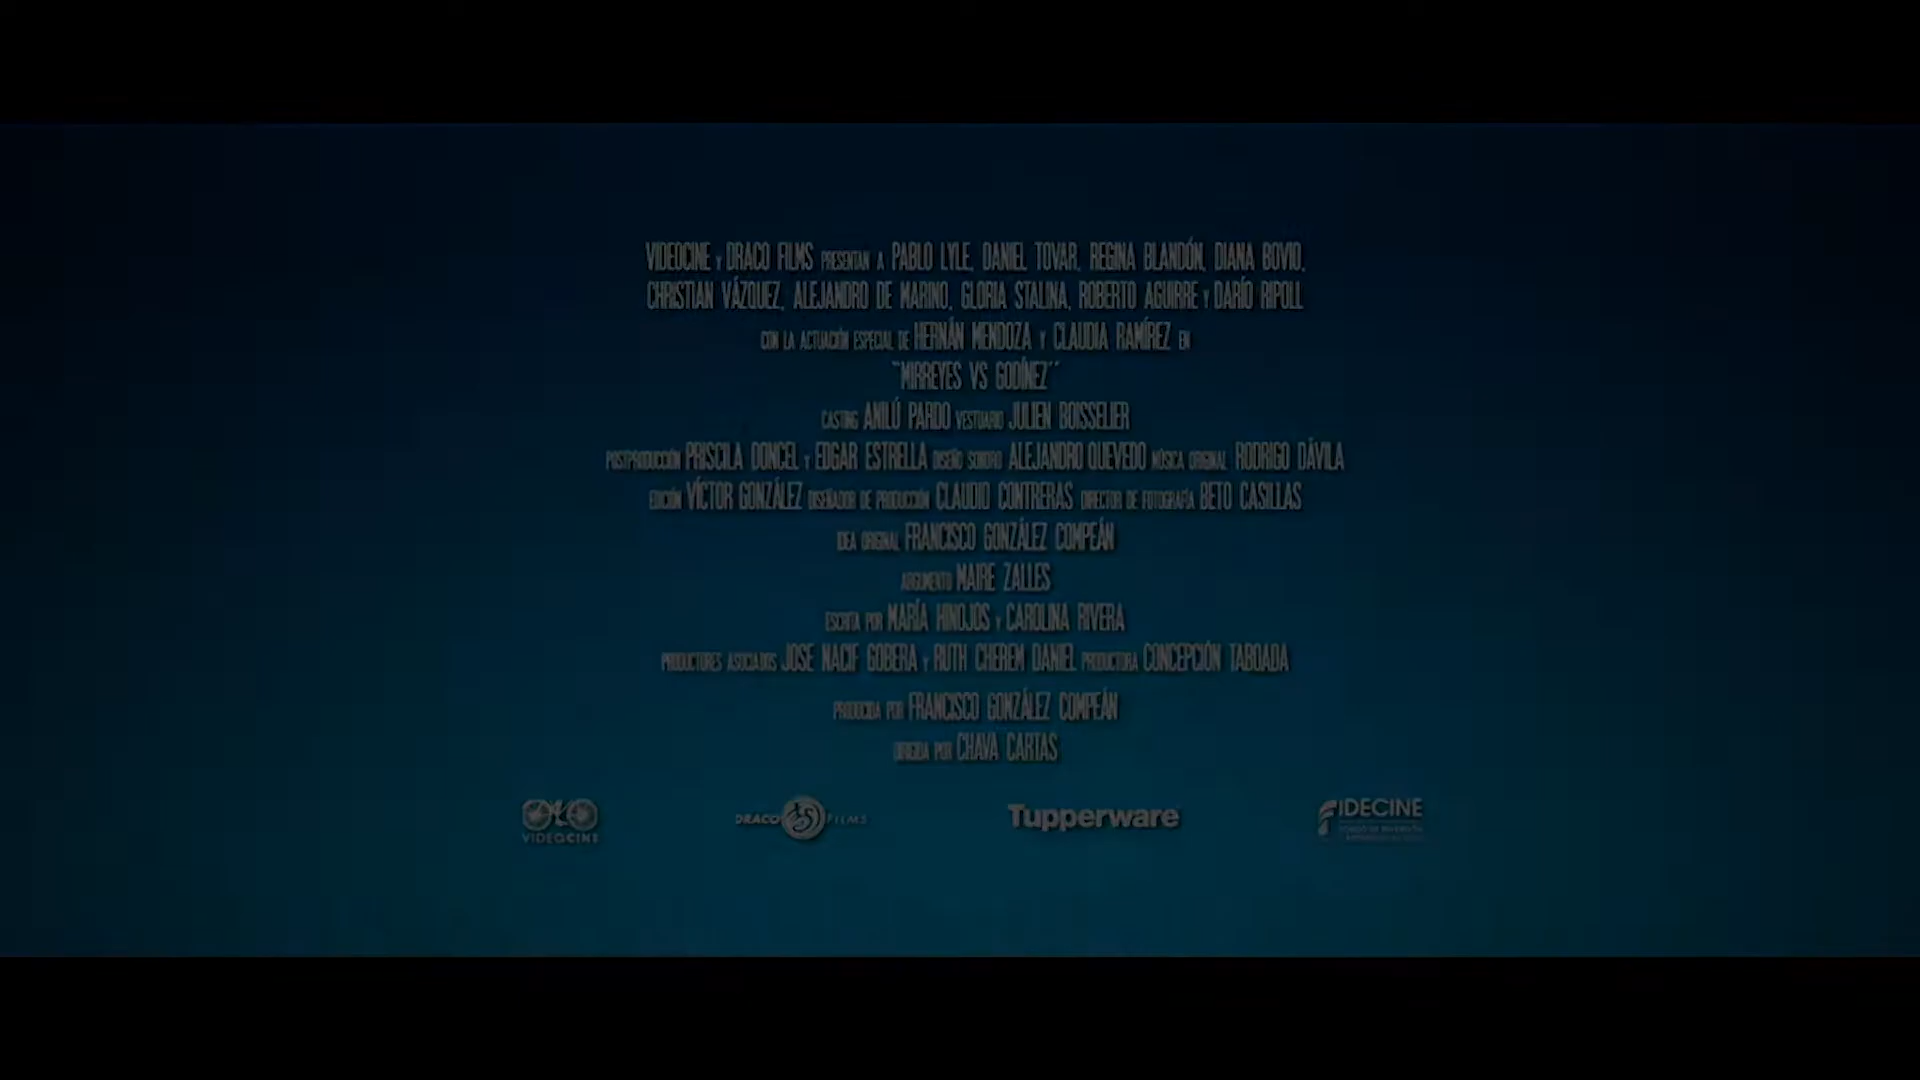 VIDEOCINE Y DRACO FILMS PRESENTAN A PABLO LYLE, DANIEL TOVAR, REGINA BLANDÓN, DIANA BOVIO,
CHRISTIAN VÁZQUEZ, ALEJANDRO DE MARINO, GLORIA STALINA, ROBERTO AGUIRRE Y DARÍO RIPOLL
CON LA ACTUACIÓN ESPECIAL DE HERNÁN MENDOZA Y CLAUDIA RAMÍREZ EN
"MIRREYES VS GODÍNEZ"
CASTING ANILÚ PARDO VESTUARIO JULIEN BOISSELIER
POSTPRODUCCIÓN PRISCILA DONCEL Y EDGAR ESTRELLA DISEÑO SONORO ALEJANDRO QUEVEDO MÚSICA ORIGINAL RODRIGO DÁVILA
EDICIÓN VÍCTOR GONZÁLEZ DISEÑADOR DE PRODUCCIÓN CLAUDIO CONTRERAS DIRECTOR DE FOTOGRAFÍA BETO CASILLAS
IDEA ORIGINAL FRANCISCO GONZÁLEZ COMPEÁN
ARGUMENTO MAIRE ZALLES
ESCRITA POR MARÍA HINOJOS Y CAROLINA RIVERA
PRODUCTORES ASOCIADOS JOSE NACIF GOBERA Y RUTH CHEREM DANIEL PRODUCTORA CONCEPCIÓN TABOADA
PRODUCIDA POR FRANCISCO GONZÁLEZ COMPEÁN
DIRIGIDA POR CHAVA CARTAS
VIDEOCINE DRACO FILMS Tupperware FIDECINE